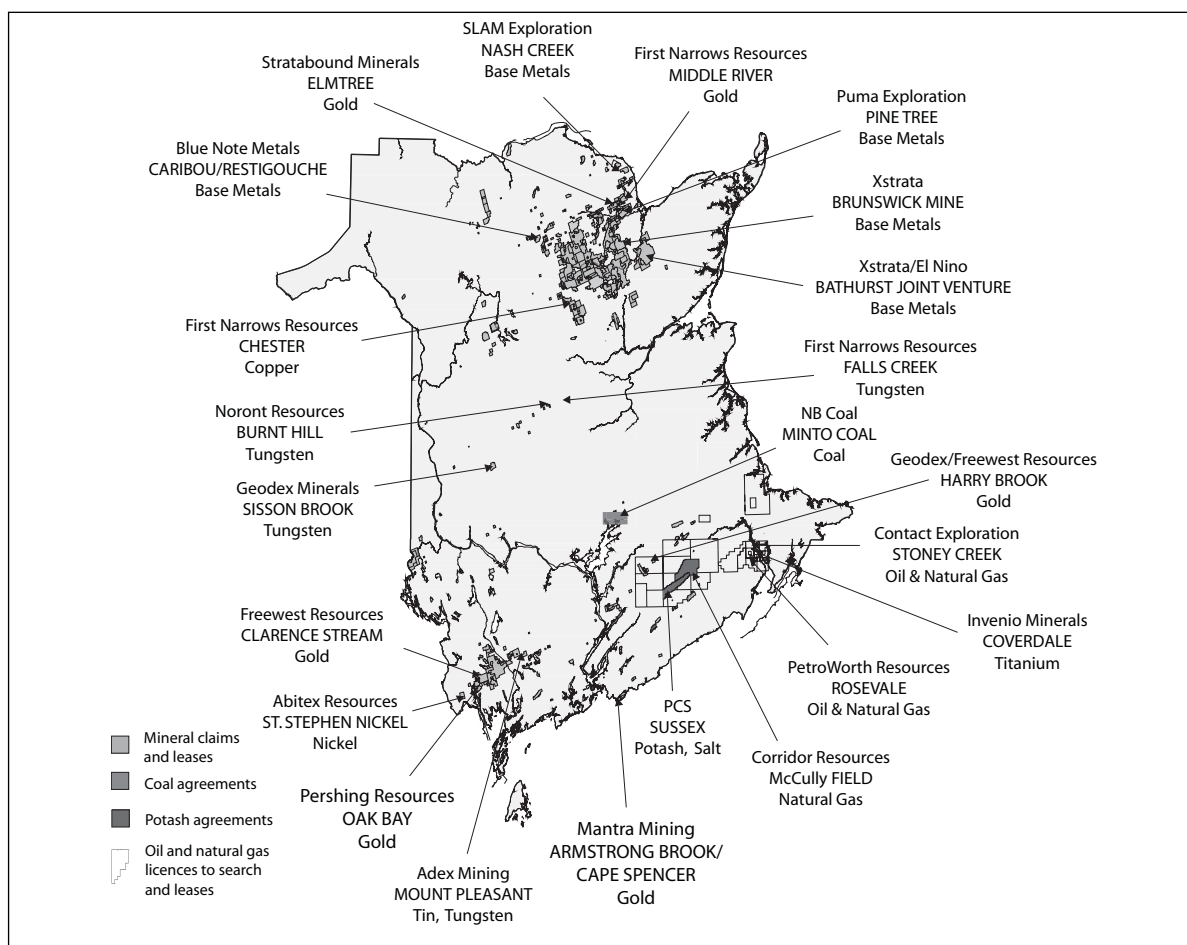 SLAM Exploration
NASH CREEK
Base Metals
First Narrows Resources
MIDDLE RIVER
Gold
Stratabound Minerals
ELMTREE
Gold
Puma Exploration
PINE TREE
Base Metals
Blue Note Metals
CARIBOU/RESTIGOUCHE
Base Metals
Xstrata
BRUNSWICK MINE
Base Metals
Xstrata/El Nino
BATHURST JOINT VENTURE
Base Metals
First Narrows Resources
CHESTER
Copper
First Narrows Resources
FALLS CREEK
Tungsten
Noront Resources
BURNT HILL
Tungsten
NB Coal
MINTO COAL
Coal
Geodex/Freewest Resources
HARRY BROOK
Gold
Geodex Minerals
SISSON BROOK
Tungsten
Contact Exploration
STONEY CREEK
Oil & Natural Gas
Freewest Resources
CLARENCE STREAM
Gold
Invenio Minerals
COVERDALE
Titanium
PetroWorth Resources
ROSEVALE
Oil & Natural Gas
Abitex Resources
ST. STEPHEN NICKEL
Nickel
PCS
SUSSEX
Potash, Salt
Corridor Resources
McCully FIELD
Natural Gas
Pershing Resources
OAK BAY
Gold
Mantra Mining
ARMSTRONG BROOK/
CAPE SPENCER
Gold
Adex Mining
MOUNT PLEASANT
Tin, Tungsten
Mineral claims
and leases
Coal agreements
Potash agreements
Oil and natural gas
licences to search
and leases